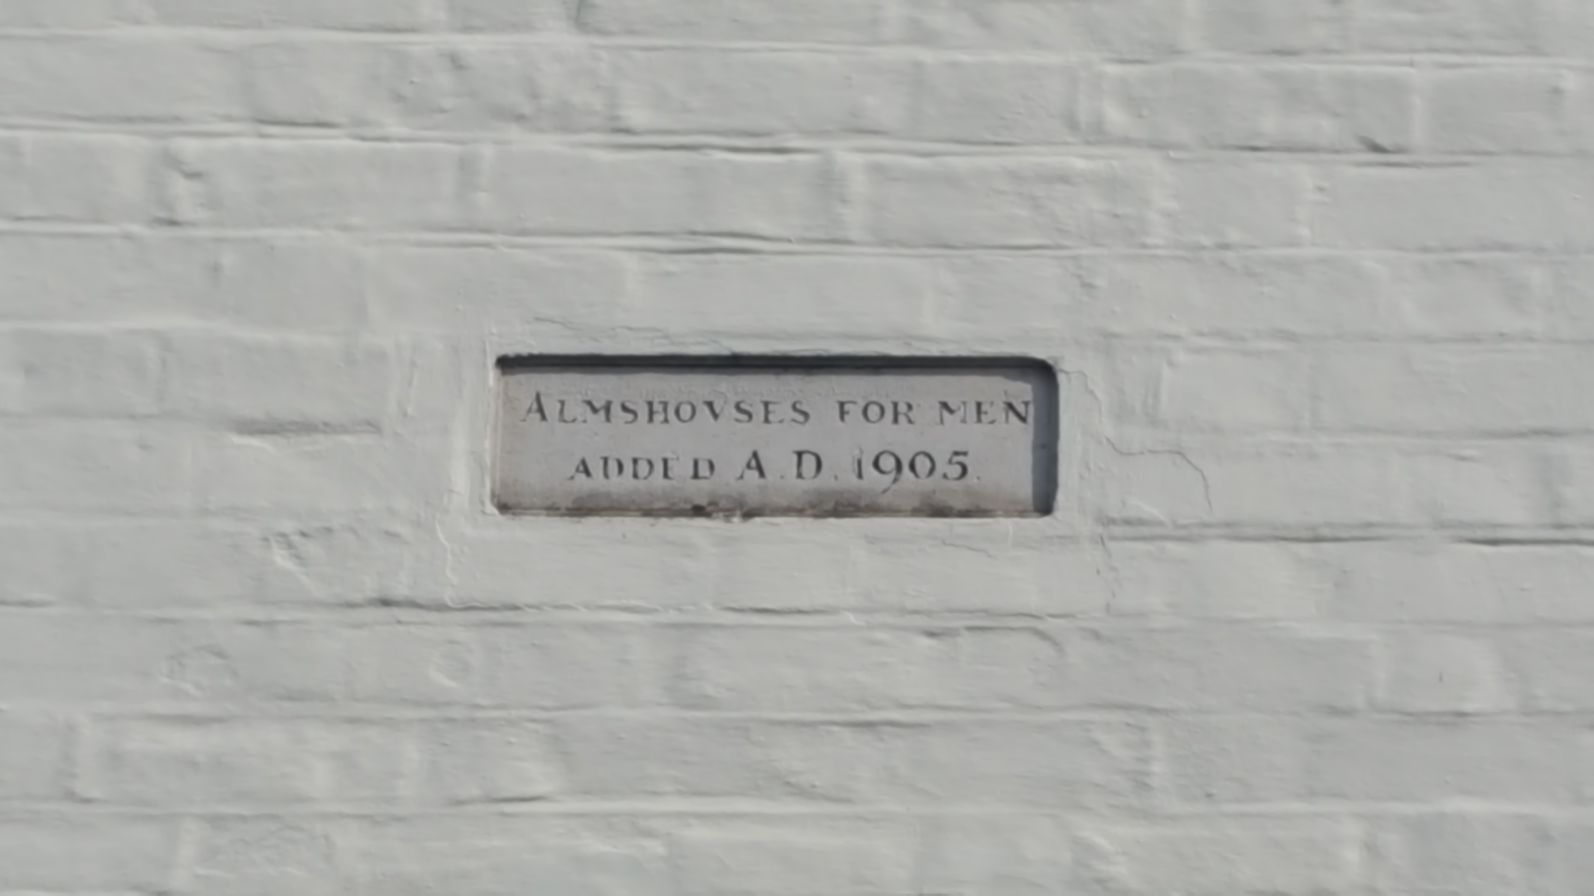 ALMSHOVSES FOR MEN
ADDED A.D. 1905.